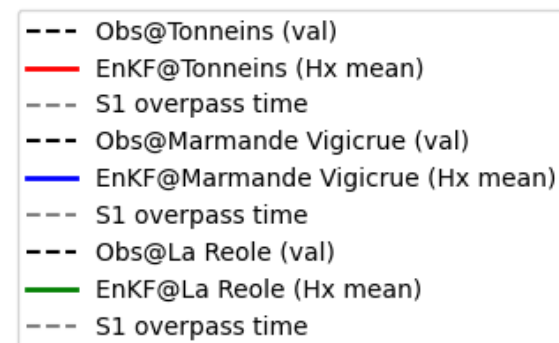 Obs@Tonneins (val)
EnKF@Tonneins (Hx mean)
S1 overpass time
Obs@Marmande Vigicrue (val)
EnKF@Marmande Vigicrue (Hx mean)
S1 overpass time
Obs@La Reole (val)
EnKF@La Reole (Hx mean)
S1 overpass time